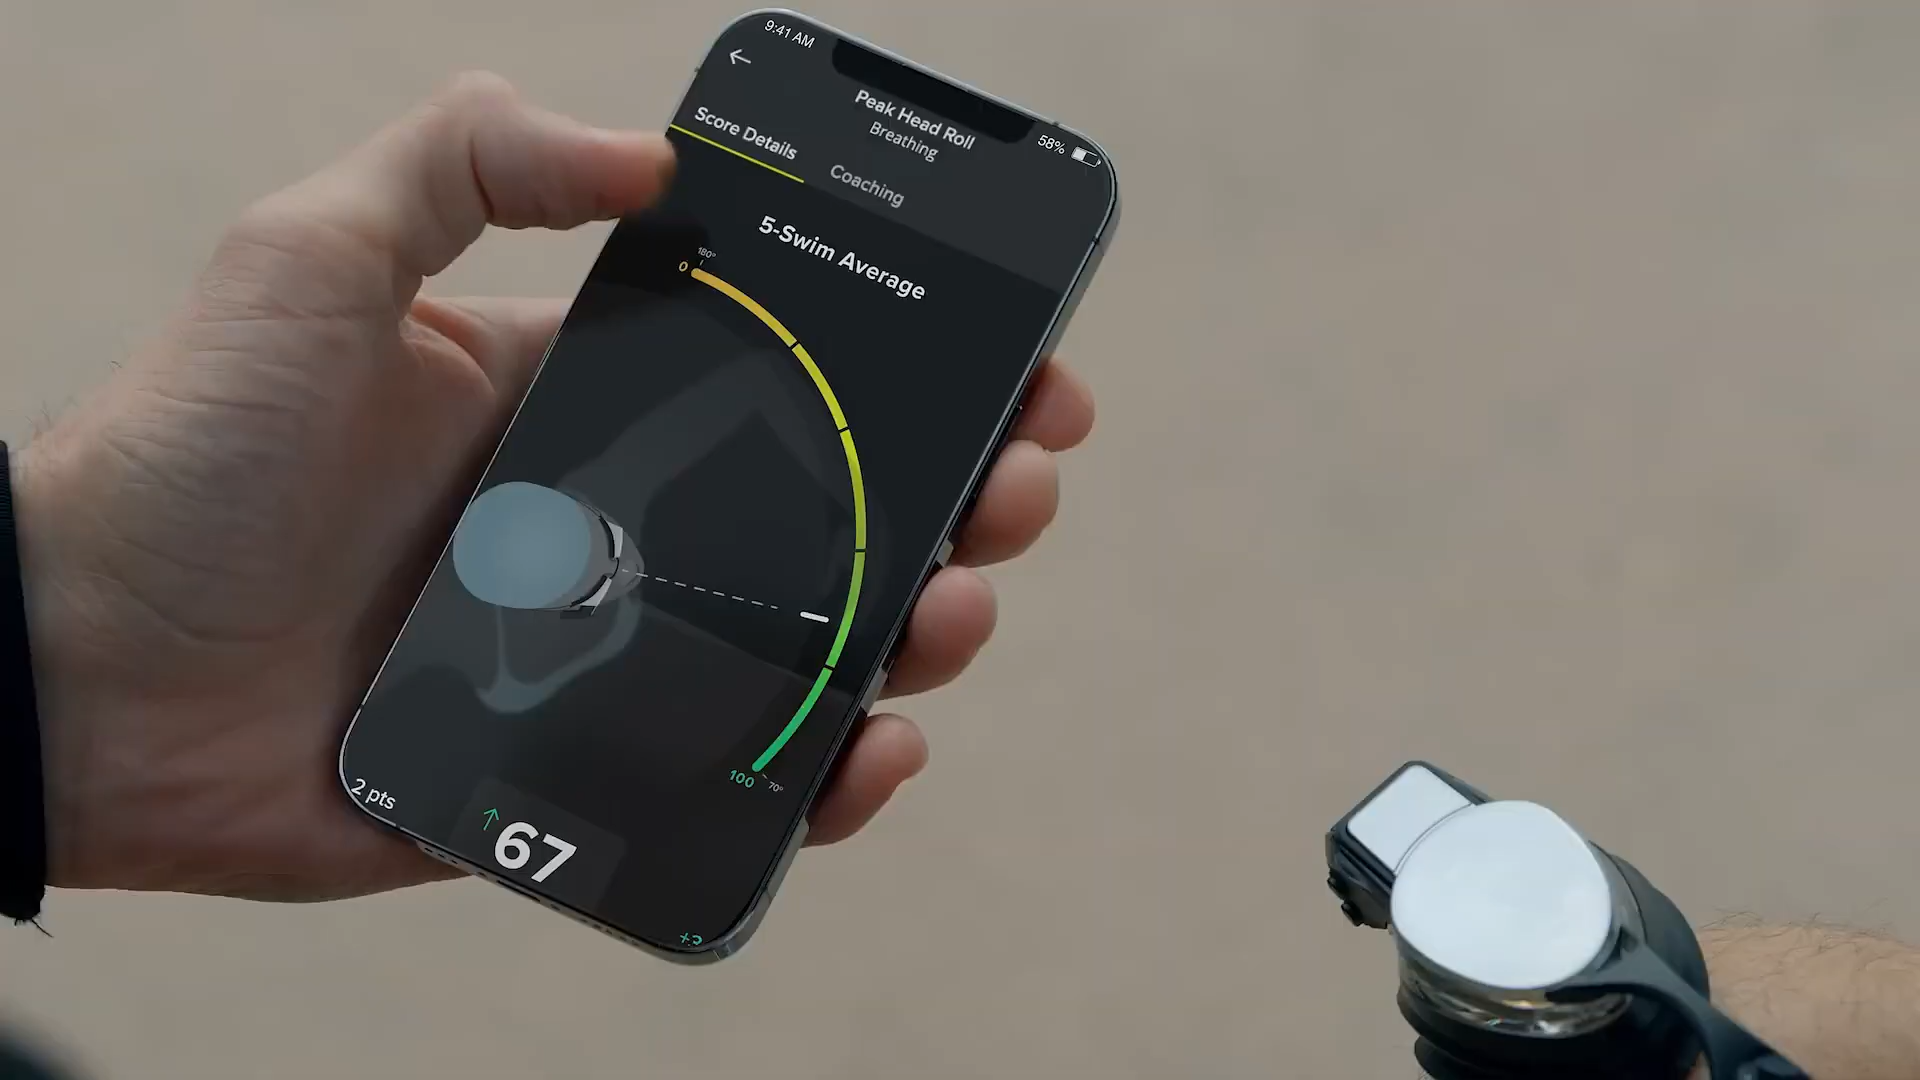 9:41 AM
58%
Peak Head Roll
Breathing
Score Details
Coaching
5-Swim Average
180°
0
100
70°
2 pts
↑67